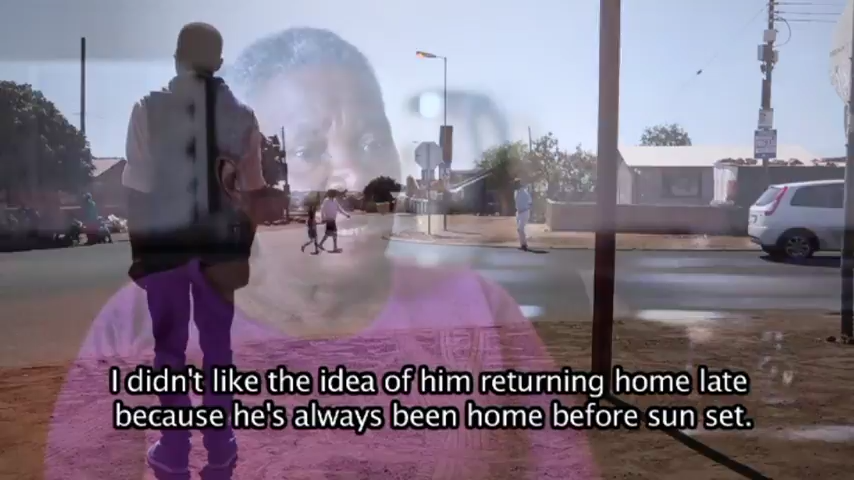 I didn't like the idea of him returning home late
because he's always been home before sun set.